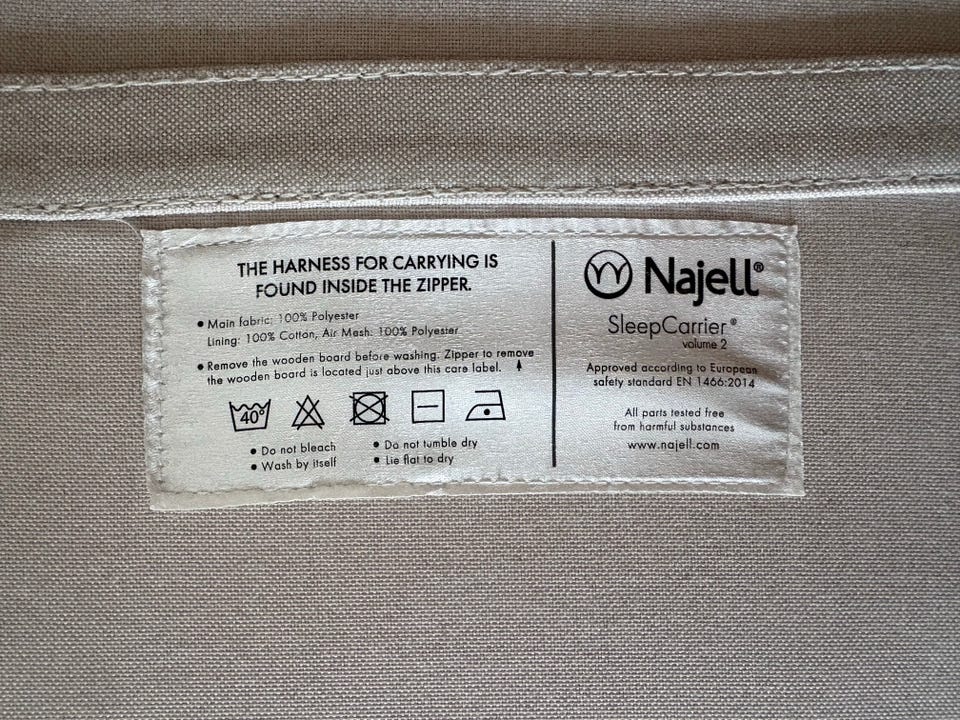 THE HARNESS FOR CARRYING IS
FOUND INSIDE THE ZIPPER.
• Main fabric: 100% Polyester
Lining: 100% Cotton, Air Mesh: 100% Polyester
• Remove the wooden board before washing. Zipper to remove
the wooden board is located just above this care label.
40°
• Do not bleach
• Wash by itself
• Do not tumble dry
• Lie flat to dry
Najell®
SleepCarrier®
volume 2
Approved according to European
safety standard EN 1466:2014
All parts tested free
from harmful substances
www.najell.com